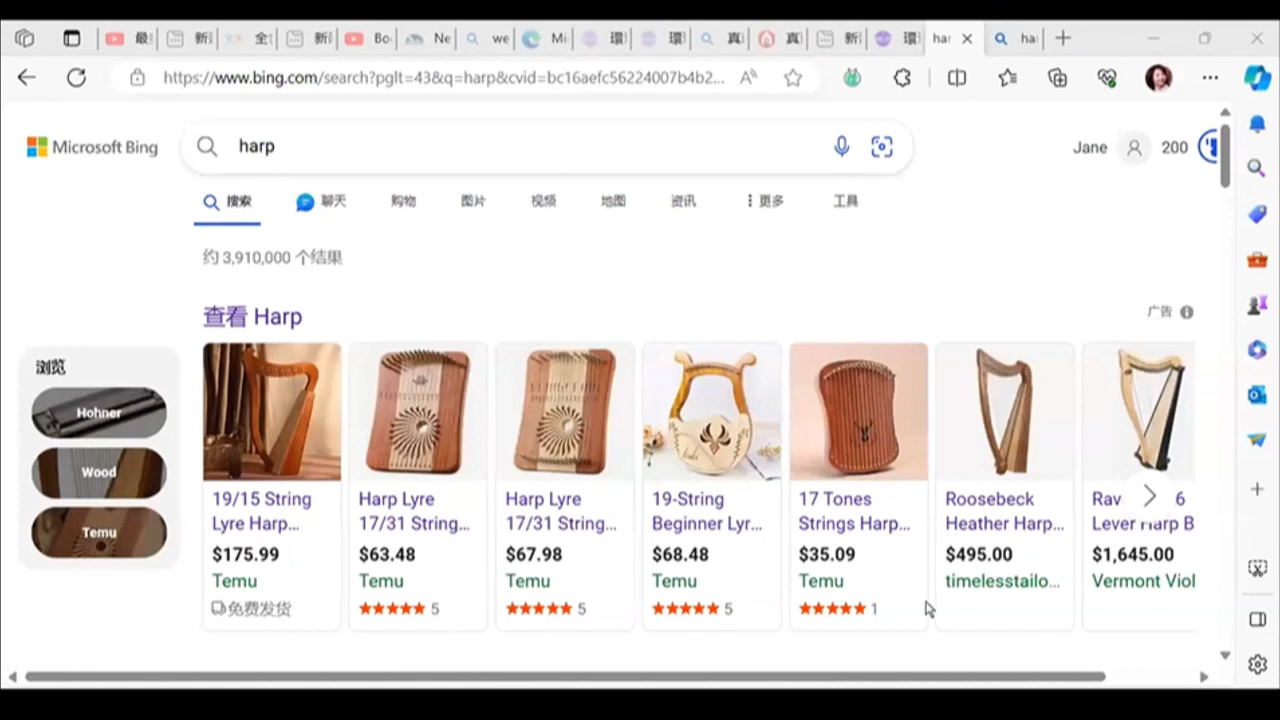 最
新
全
新
Bo
Ne
we
Mi
環
環
真
真
新
環
har
ha
https://www.bing.com/search?pglt=43&q=harp&cvid=bc16aefc56224007b4b2...
Microsoft Bing
harp
Jane
200
搜索
聊天
购物
图片
视频
地图
资讯
更多
工具
约 3,910,000 个结果
查看 Harp
广告
浏览
Hohner
Wood
Temu
19/15 String
Lyre Harp...
$175.99
Temu
免费发货
Harp Lyre
17/31 String...
$63.48
Temu
5
Harp Lyre
17/31 String...
$67.98
Temu
5
19-String
Beginner Lyr...
$68.48
Temu
5
17 Tones
Strings Harp...
$35.09
Temu
1
Roosebeck
Heather Harp...
$495.00
timelesstailo...
Rav 6
Lever Harp B
$1,645.00
Vermont Viol